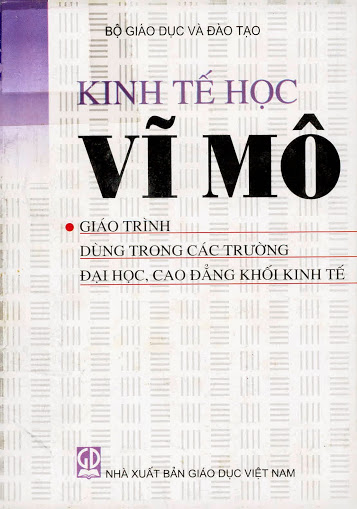 BỘ GIÁO DỤC VÀ ĐÀO TẠO
KINH TẾ HỌC
VĨ MÔ
GIÁO TRÌNH
DÙNG TRONG CÁC TRƯỜNG
ĐẠI HỌC, CAO ĐẲNG KHỐI KINH TẾ
GD NHÀ XUẤT BẢN GIÁO DỤC VIỆT NAM